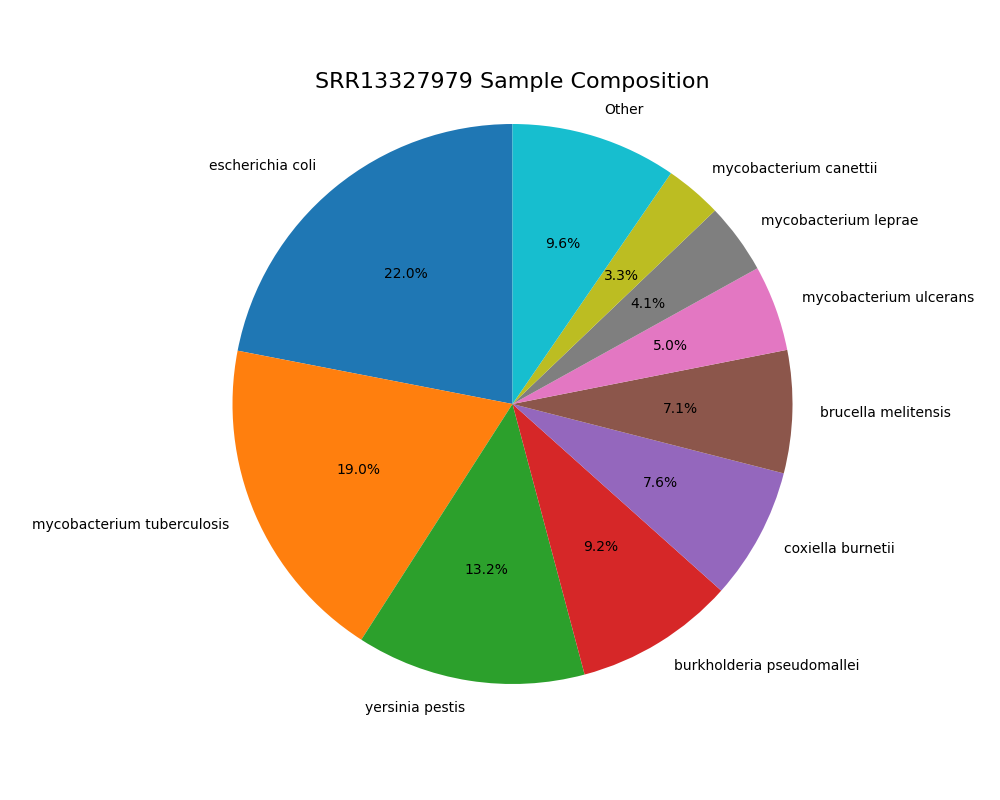 SRR13327979 Sample Composition
Other
mycobacterium canettii
escherichia coli
mycobacterium leprae
9.6%
22.0%
3.3%
4.1%
mycobacterium ulcerans
5.0%
7.1%
brucella melitensis
19.0%
7.6%
mycobacterium tuberculosis
9.2%
coxiella burnetii
13.2%
burkholderia pseudomallei
yersinia pestis